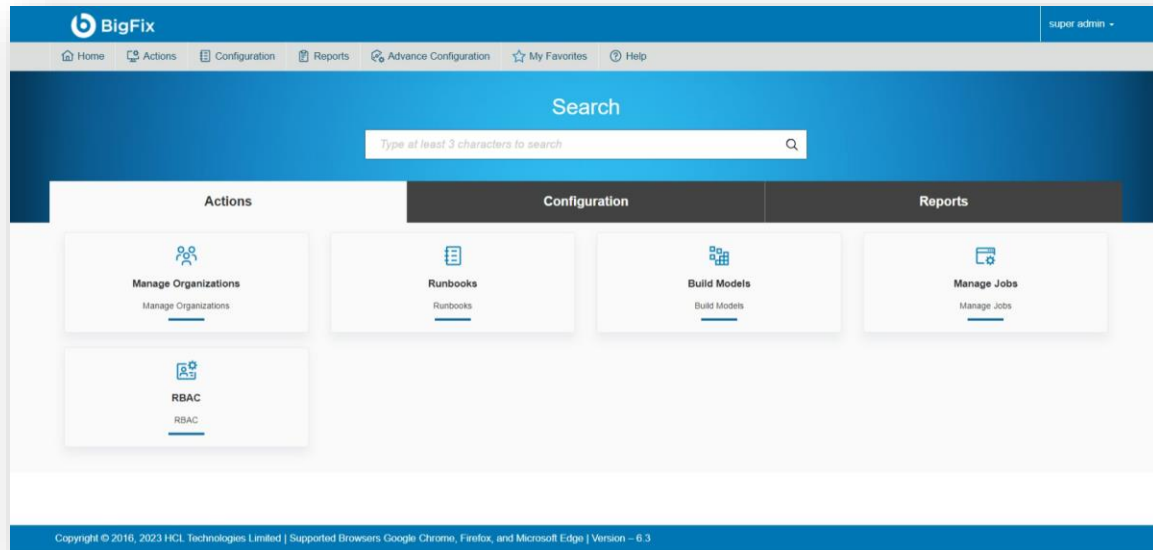 BigFix
super admin
Home Actions Configuration Reports Advance Configuration My Favorites Help
Search
Type at least 3 characters to search
Actions Configuration Reports
Manage Organizations Runbooks Build Models Manage Jobs
Manage Organizations Runbooks Build Models Manage Jobs
RBAC
RBAC
Copyright © 2016, 2023 HCL Technologies Limited | Supported Browsers Google Chrome, Firefox, and Microsoft Edge | Version – 6.3